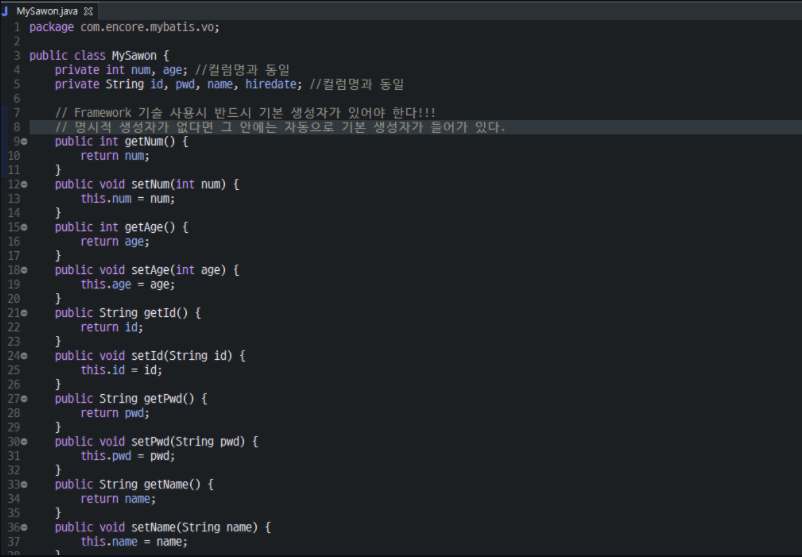 MySawon.java
1 package com.encore.mybatis.vo;
2
3 public class MySawon {
4 private int num, age; //컬럼명과 동일
5 private String id, pwd, name, hiredate; //컬럼명과 동일
6
7 // Framework 기술 사용시 반드시 기본 생성자가 있어야 한다!!!
8 // 명시적 생성자가 없다면 그 안에는 자동으로 기본 생성자가 들어가 있다.
9 public int getNum() {
10 return num;
11 }
12 public void setNum(int num) {
13 this.num = num;
14 }
15 public int getAge() {
16 return age;
17 }
18 public void setAge(int age) {
19 this.age = age;
20 }
21 public String getId() {
22 return id;
23 }
24 public void setId(String id) {
25 this.id = id;
26 }
27 public String getPwd() {
28 return pwd;
29 }
30 public void setPwd(String pwd) {
31 this.pwd = pwd;
32 }
33 public String getName() {
34 return name;
35 }
36 public void setName(String name) {
37 this.name = name;
38 }